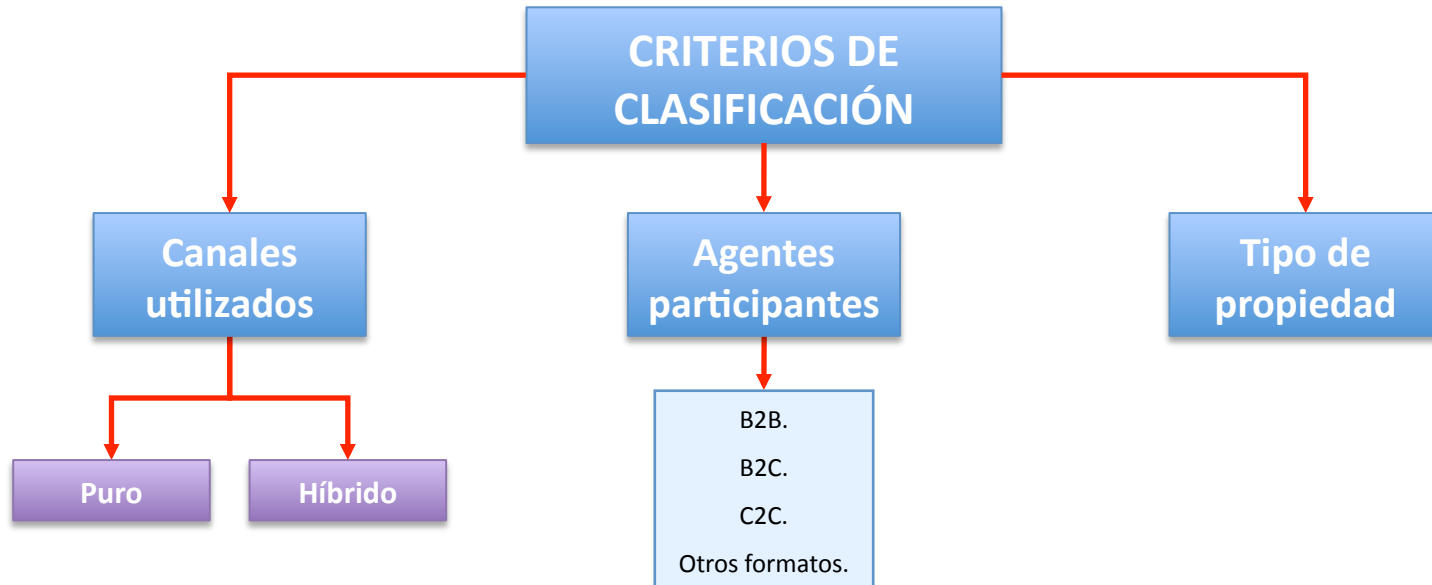 CRITERIOS DE
CLASIFICACIÓN
Canales
utilizados
Agentes
participantes
Tipo de
propiedad
Puro
Híbrido
B2B.
B2C.
C2C.
Otros formatos.